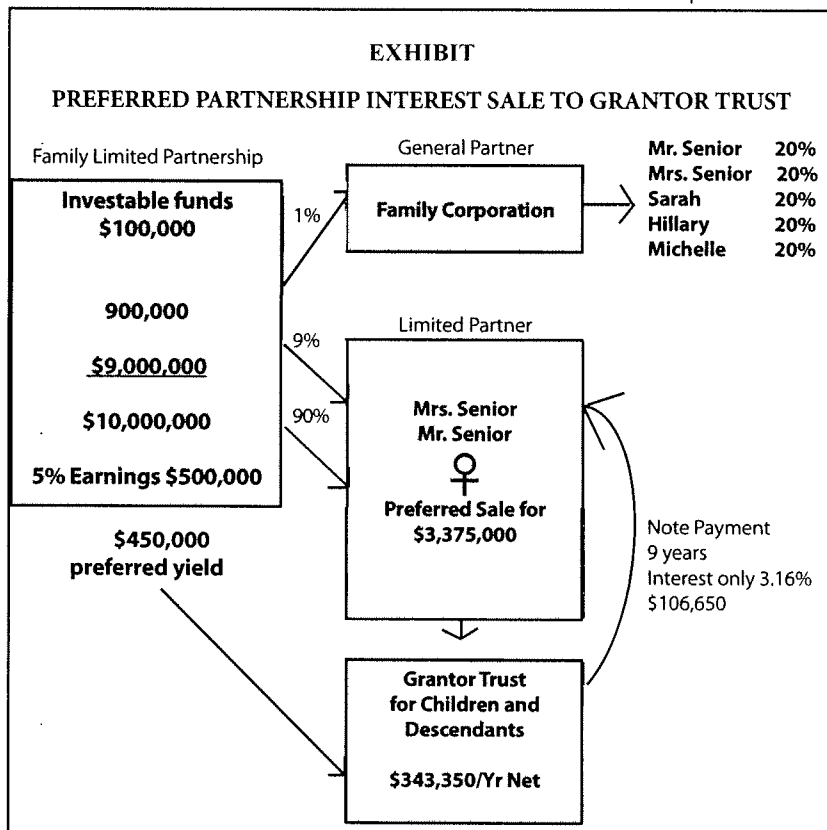 EXHIBIT
PREFERRED PARTNERSHIP INTEREST SALE TO GRANTOR TRUST
Family Limited Partnership
Investable funds
$100,000
900,000
$9,000,000
$10,000,000
5% Earnings $500,000
$450,000
preferred yield
1%
9%
90%
General Partner
Family Corporation
Mr. Senior 20%
Mrs. Senior 20%
Sarah 20%
Hillary 20%
Michelle 20%
Limited Partner
Mrs. Senior
Mr. Senior
Preferred Sale for
$3,375,000
Note Payment
9 years
Interest only 3.16%
$106,650
Grantor Trust
for Children and
Descendants
$343,350/Yr Net